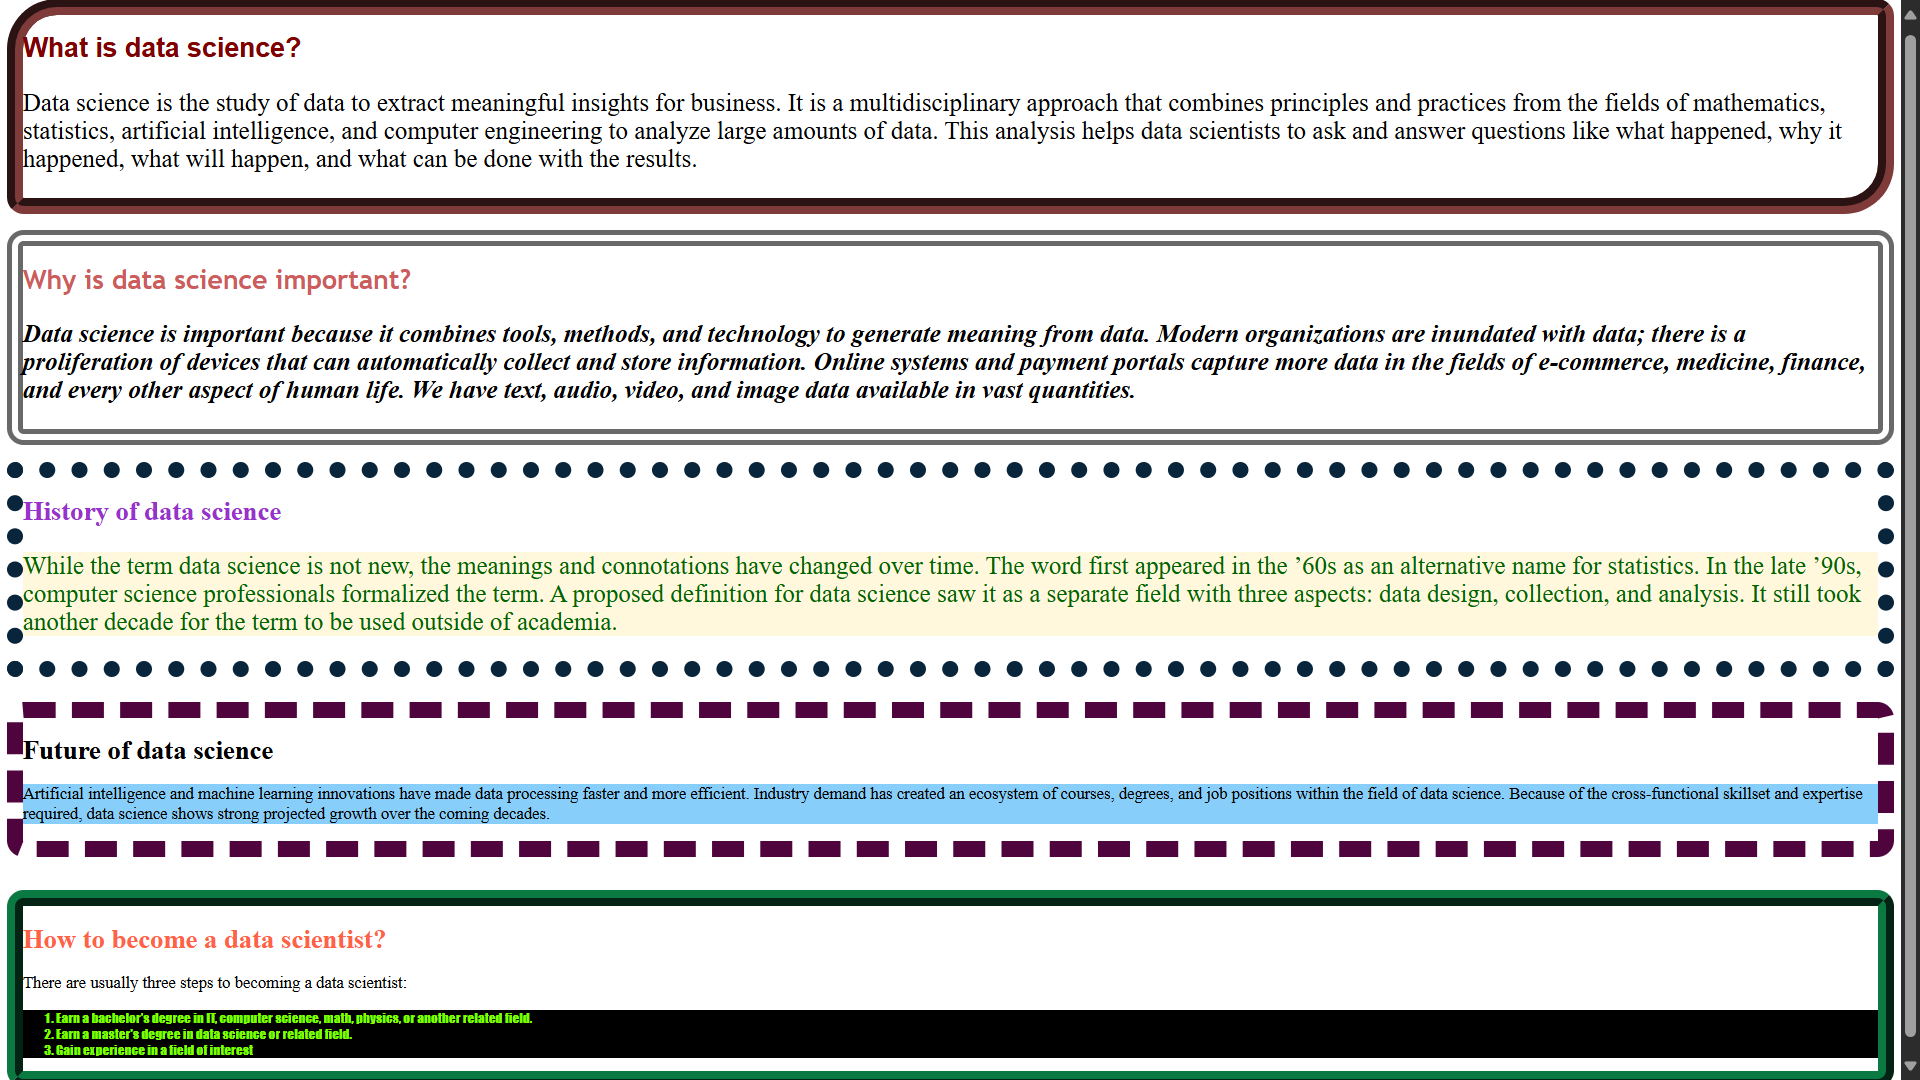 What is data science?
Data science is the study of data to extract meaningful insights for business. It is a multidisciplinary approach that combines principles and practices from the fields of mathematics,
statistics, artificial intelligence, and computer engineering to analyze large amounts of data. This analysis helps data scientists to ask and answer questions like what happened, why it
happened, what will happen, and what can be done with the results.
Why is data science important?
Data science is important because it combines tools, methods, and technology to generate meaning from data. Modern organizations are inundated with data; there is a
proliferation of devices that can automatically collect and store information. Online systems and payment portals capture more data in the fields of e-commerce, medicine, finance,
and every other aspect of human life. We have text, audio, video, and image data available in vast quantities.
History of data science
While the term data science is not new, the meanings and connotations have changed over time. The word first appeared in the ’60s as an alternative name for statistics. In the late ’90s,
computer science professionals formalized the term. A proposed definition for data science saw it as a separate field with three aspects: data design, collection, and analysis. It still took
another decade for the term to be used outside of academia.
Future of data science
Artificial intelligence and machine learning innovations have made data processing faster and more efficient. Industry demand has created an ecosystem of courses, degrees, and job positions within the field of data science. Because of the cross-functional skillset and expertise
required, data science shows strong projected growth over the coming decades.
How to become a data scientist?
There are usually three steps to becoming a data scientist:
1. Earn a bachelor's degree in IT, computer science, math, physics, or another related field.
2. Earn a master's degree in data science or related field.
3. Gain experience in a field of interest